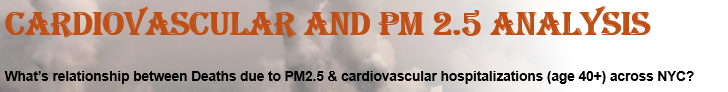 CARDIOVASCULAR AND PM 2.5 ANALYSIS
What's relationship between Deaths due to PM2.5 & cardiovascular hospitalizations (age 40+) across NYC?